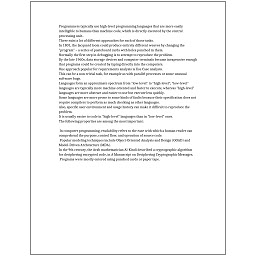 Programmers typically use high-level programming languages that are more easily
intelligible to humans than machine code, which is directly executed by the central
processing unit.
There exist a lot of different approaches for each of those tasks.
In 1801, the Jacquard loom could produce entirely different weaves by changing the
"program" - a series of pasteboard cards with holes punched in them.
Normally the first step in debugging is to attempt to reproduce the problem.
By the late 1960s, data storage devices and computer terminals became inexpensive enough
that programs could be created by typing directly into the computers.
One approach popular for requirements analysis is Use Case analysis.
This can be a non-trivial task, for example as with parallel processes or some unusual
software bugs.
Languages form an approximate spectrum from "low-level" to "high-level"; "low-level"
languages are typically more machine-oriented and faster to execute, whereas "high-level"
languages are more abstract and easier to use but execute less quickly.
Some languages are more prone to some kinds of faults because their specification does not
require compilers to perform as much checking as other languages.
Also, specific user environment and usage history can make it difficult to reproduce the
problem.
It is usually easier to code in "high-level" languages than in "low-level" ones.
The following properties are among the most important.

In computer programming, readability refers to the ease with which a human reader can
comprehend the purpose, control flow, and operation of source code.
Popular modeling techniques include Object-Oriented Analysis and Design (OOAD) and
Model-Driven Architecture (MDA).
In the 9th century, the Arab mathematician Al-Kindi described a cryptographic algorithm
for deciphering encrypted code, in A Manuscript on Deciphering Cryptographic Messages.
Programs were mostly entered using punched cards or paper tape.